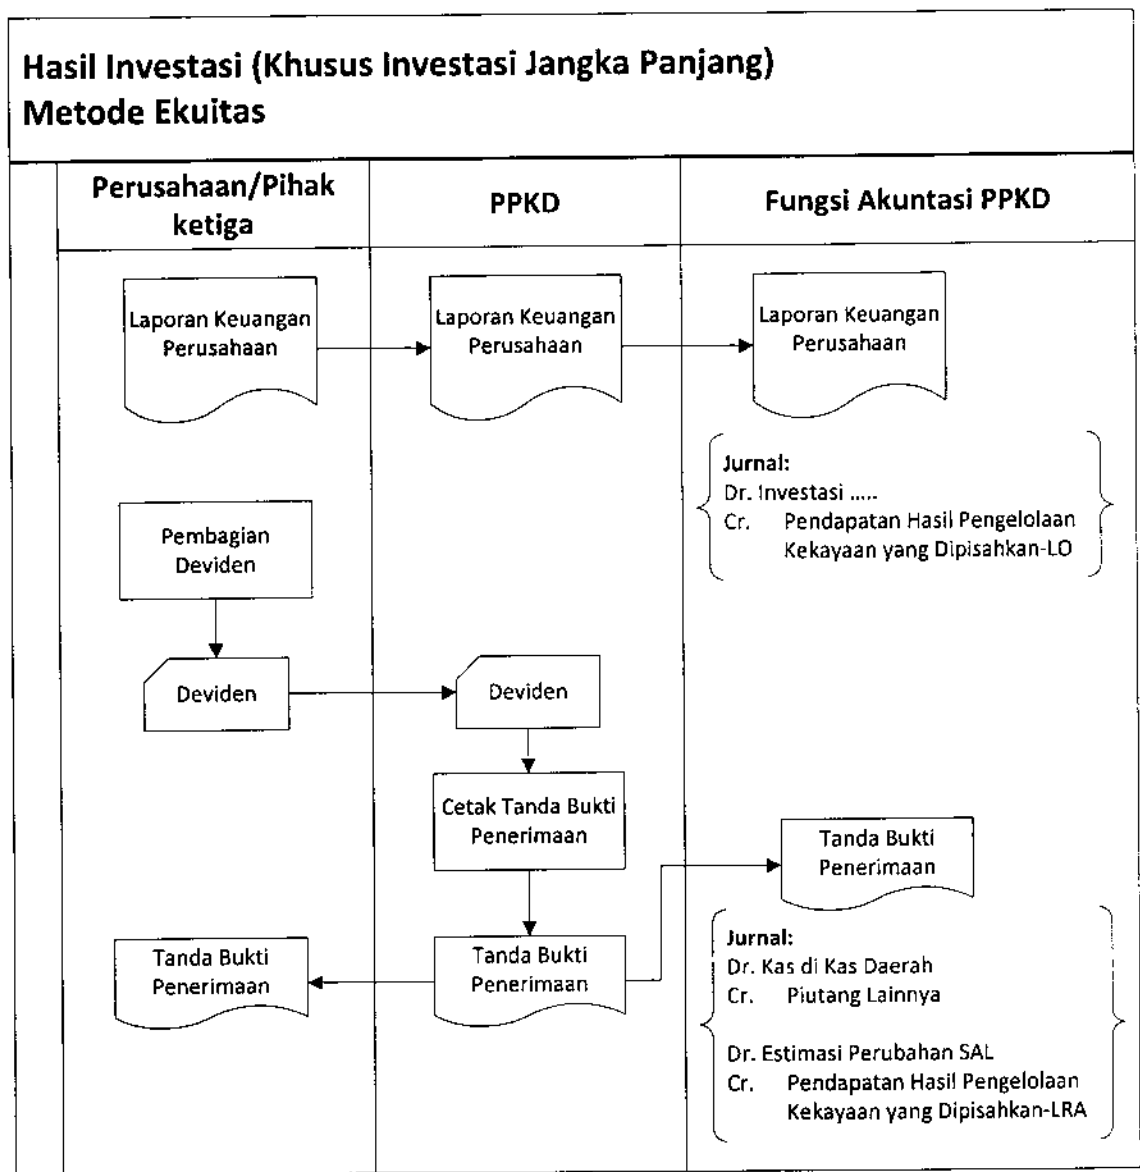 Hasil Investasi (Khusus Investasi Jangka Panjang)
Metode Ekuitas
Perusahaan/Pihak
ketiga
PPKD
Fungsi Akuntasi PPKD
Laporan Keuangan
Perusahaan
Laporan Keuangan
Perusahaan
Laporan Keuangan
Perusahaan
Jurnal:
Dr. Investasi .....
Cr. Pendapatan Hasil Pengelolaan
Kekayaan yang Dipisahkan-LO
Pembagian
Deviden
Deviden
Deviden
Cetak Tanda Bukti
Penerimaan
Tanda Bukti
Penerimaan
Tanda Bukti
Penerimaan
Tanda Bukti
Penerimaan
Jurnal:
Dr. Kas di Kas Daerah
Cr. Piutang Lainnya
Dr. Estimasi Perubahan SAL
Cr. Pendapatan Hasil Pengelolaan
Kekayaan yang Dipisahkan-LRA